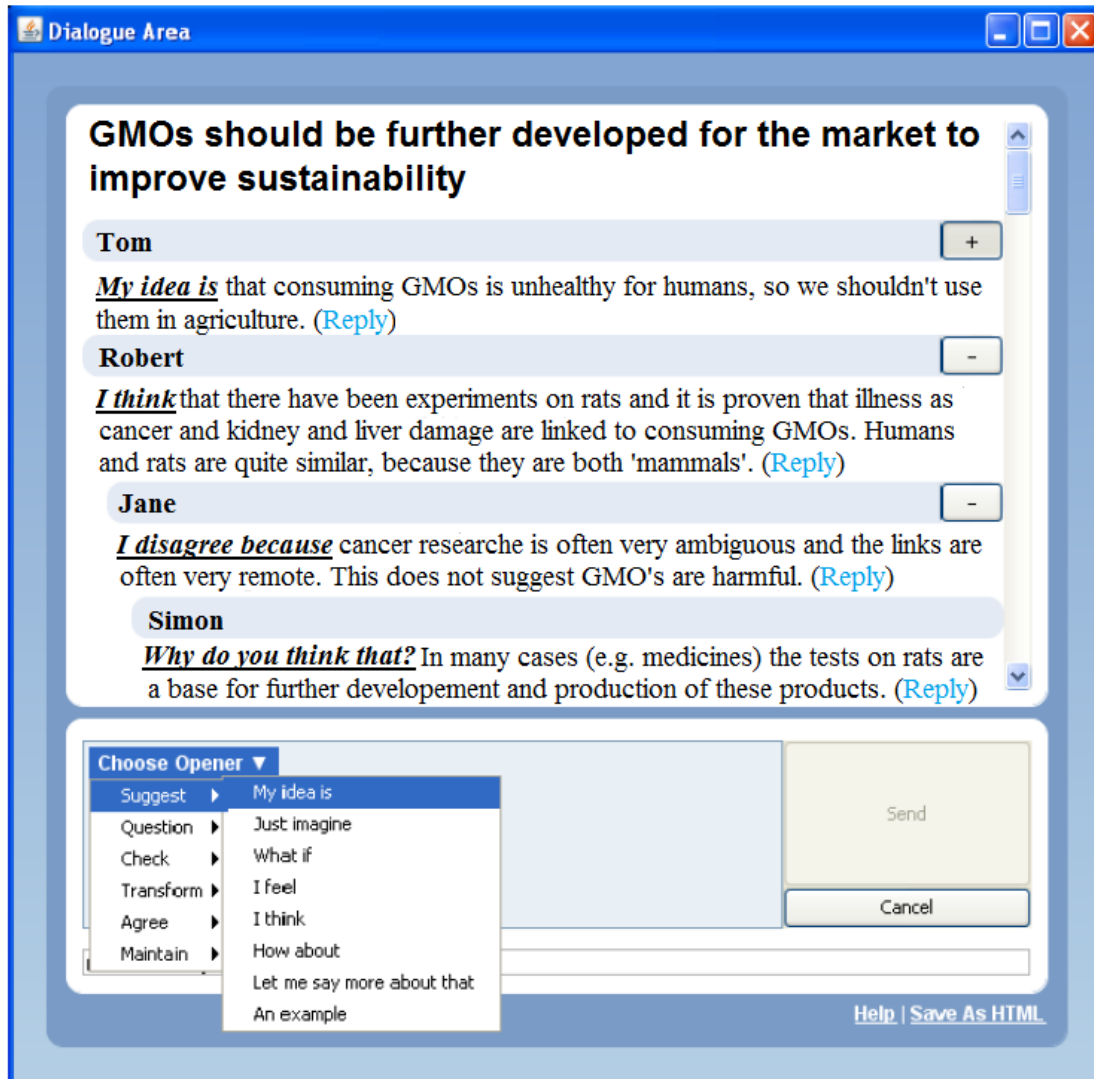 Dialogue Area
GMOs should be further developed for the market to
improve sustainability
Tom
+
My idea is that consuming GMOs is unhealthy for humans, so we shouldn't use
them in agriculture. (Reply)
Robert
-
I think that there have been experiments on rats and it is proven that illness as
cancer and kidney and liver damage are linked to consuming GMOs. Humans
and rats are quite similar, because they are both 'mammals'. (Reply)
Jane
-
I disagree because cancer researche is often very ambiguous and the links are
often very remote. This does not suggest GMO's are harmful. (Reply)
Simon
Why do you think that? In many cases (e.g. medicines) the tests on rats are
a base for further developement and production of these products. (Reply)
Choose Opener ▼
Suggest
Question
Check
Transform
Agree
Maintain
My idea is
Just imagine
What if
I feel
I think
How about
Let me say more about that
An example
Send
Cancel
Help | Save As HTML